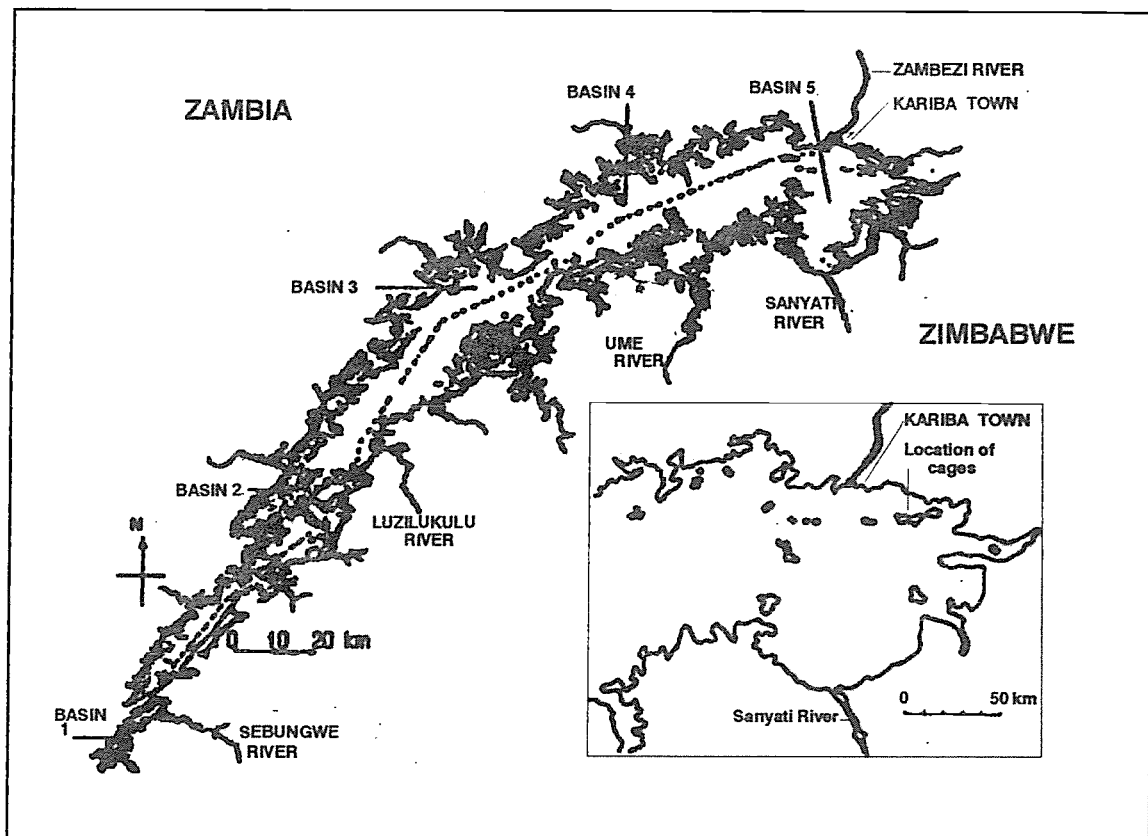 ZAMBIA
BASIN 4
BASIN 5
ZAMBEZI RIVER
KARIBA TOWN
BASIN 3
SANYATI
RIVER
ZIMBABWE
UME
RIVER
BASIN 2
LUZILUKULU
RIVER
N
0 10 20 km
BASIN
1
SEBUNGWE
RIVER
KARIBA TOWN
Location of
cages
0 50 km
Sanyati River